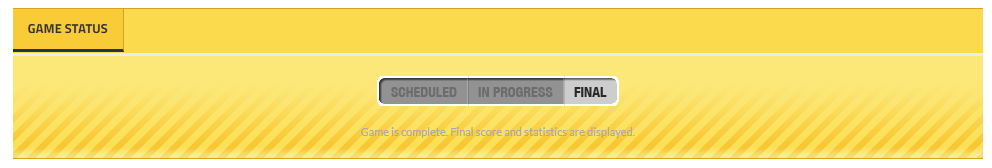 GAME STATUS
SCHEDULED IN PROGRESS FINAL
Game is complete. Final score and statistics are displayed.